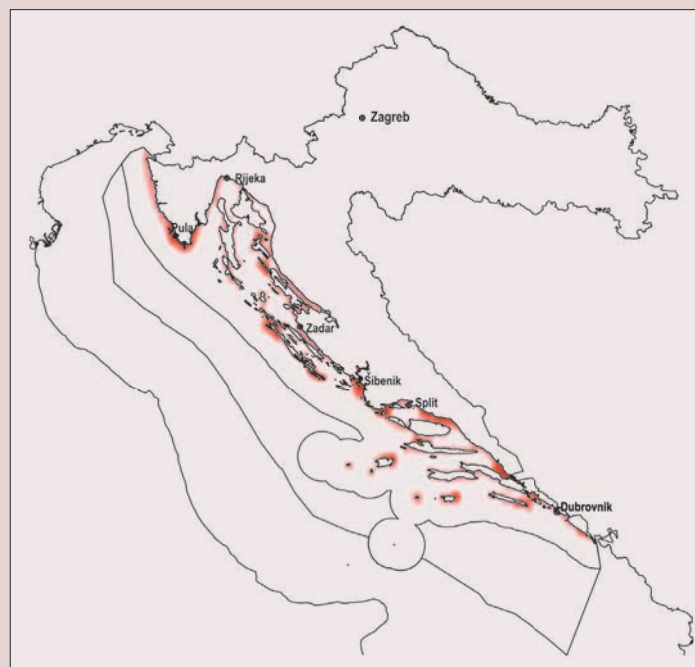 Zagreb
Rijeka
Pula
Zadar
Šibenik
Split
Dubrovnik